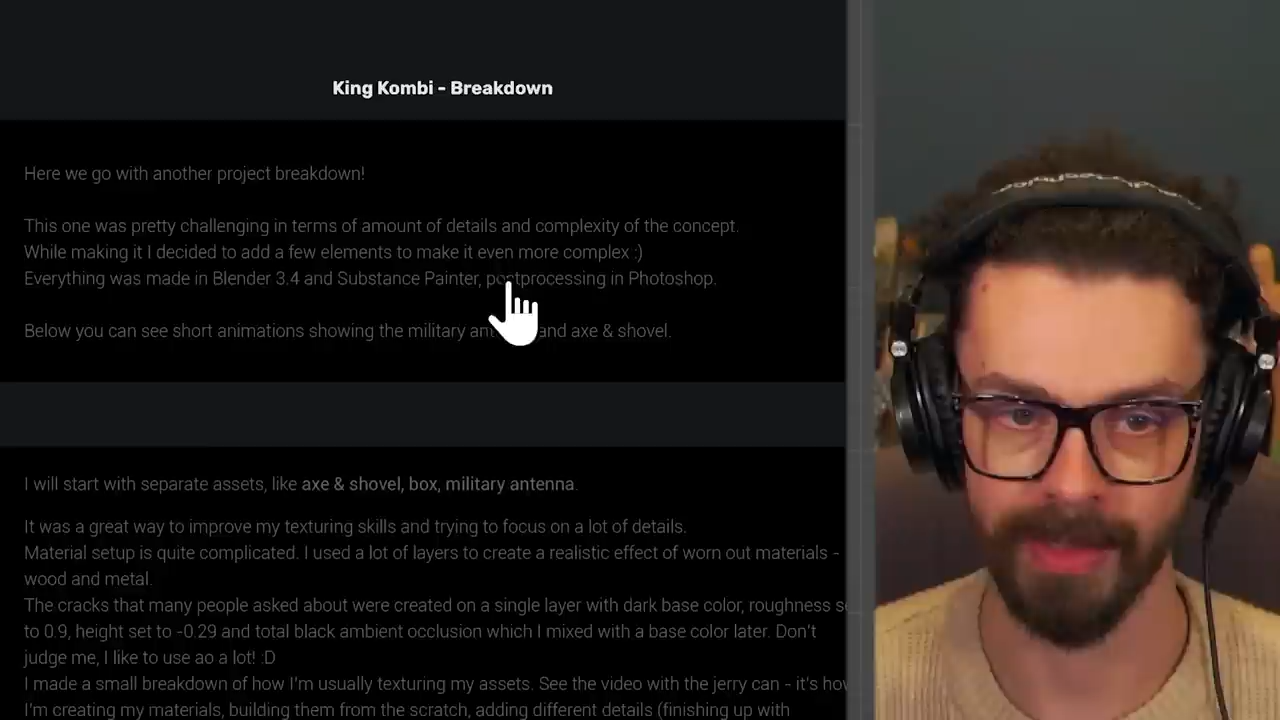 King Kombi - Breakdown
Here we go with another project breakdown!
This one was pretty challenging in terms of amount of details and complexity of the concept.
While making it I decided to add a few elements to make it even more complex :)
Everything was made in Blender 3.4 and Substance Painter, postprocessing in Photoshop.
Below you can see short animations showing the military and axe & shovel.
I will start with separate assets, like axe & shovel, box, military antenna.
It was a great way to improve my texturing skills and trying to focus on a lot of details.
Material setup is quite complicated. I used a lot of layers to create a realistic effect of worn out materials -
wood and metal.
The cracks that many people asked about were created on a single layer with dark base color, roughness
to 0.9, height set to -0.29 and total black ambient occlusion which I mixed with a base color later. Don't
judge me, I like to use ao a lot! :D
I made a small breakdown of how I'm usually texturing my assets. See the video with the jerry can - it's how
I'm creating my materials, building them from the scratch, adding different details (finishing up with